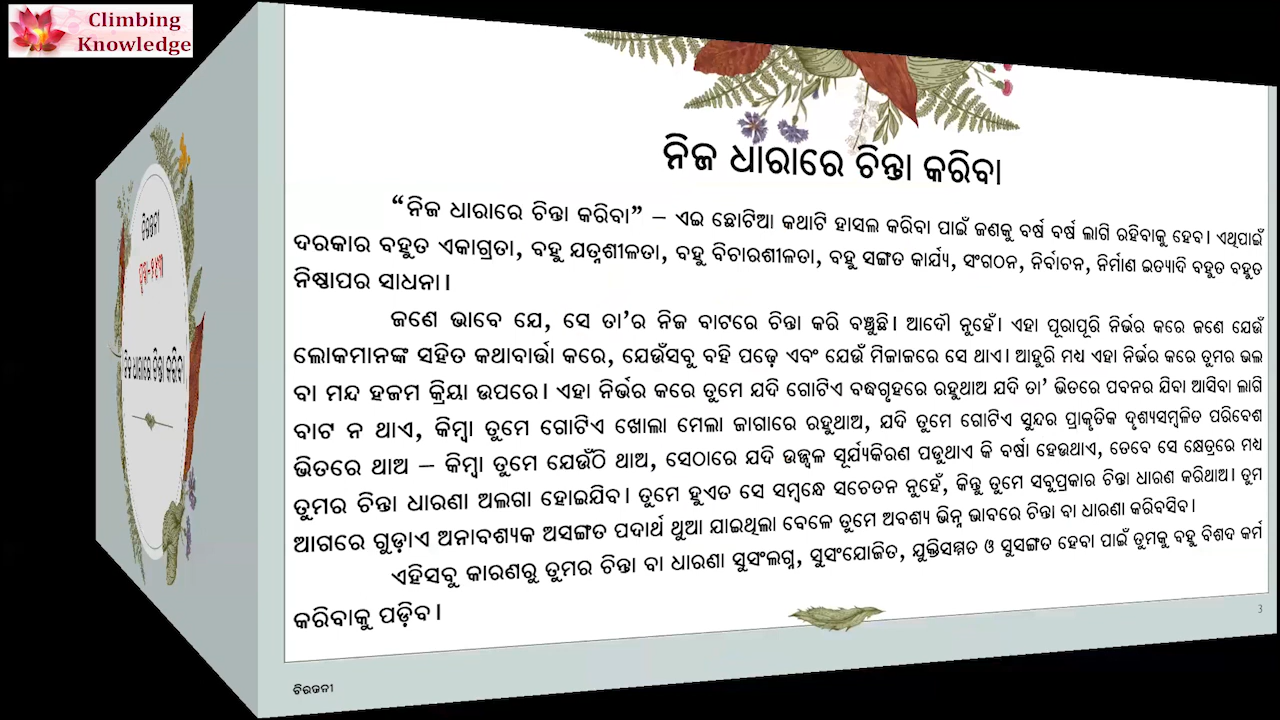 Climbing
Knowledge
ଚିରନ୍ତନୀ
ନିଜ ଧାରାରେ ଚିନ୍ତା କରିବା
ନିଜ ଧାରାରେ ଚିନ୍ତା କରିବା
“ନିଜ ଧାରାରେ ଚିନ୍ତା କରିବା” – ଏଇ ଛୋଟିଆ କଥାଟି ହାସଲ କରିବା ପାଇଁ ଜଣକୁ ବର୍ଷ ବର୍ଷ ଲାଗି ରହିବାକୁ ହେବ। ଏଥିପାଇଁ
ଦରକାର ବହୁତ ଏକାଗ୍ରତା, ବହୁ ଯତ୍ନଶୀଳତା, ବହୁ ବିଚାରଶୀଳତା, ବହୁ ସଙ୍ଗତ କାର୍ଯ୍ୟ, ସଂଗଠନ, ନିର୍ବାଚନ, ନିର୍ମାଣ ଇତ୍ୟାଦି ବହୁତ ବହୁତ
ନିଷ୍ଠାପର ସାଧନା।
ଜଣେ ଭାବେ ଯେ, ସେ ତା’ର ନିଜ ବାଟରେ ଚିନ୍ତା କରି ବଞ୍ଚୁଛି। ଆଦୌ ନୁହେଁ। ଏହା ପୂରାପୂରି ନିର୍ଭର କରେ ଜଣେ ଯେଉଁ
ଲୋକମାନଙ୍କ ସହିତ କଥାବାର୍ତ୍ତା କରେ, ଯେଉଁସବୁ ବହି ପଢ଼େ ଏବଂ ଯେଉଁ ମିଜାଜରେ ସେ ଥାଏ। ଆହୁରି ମଧ୍ୟ ଏହା ନିର୍ଭର କରେ ତୁମର ଭଲ
ବା ମନ୍ଦ ହଜମ କ୍ରିୟା ଉପରେ। ଏହା ନିର୍ଭର କରେ ତୁମେ ଯଦି ଗୋଟିଏ ବଦ୍ଧଗୃହରେ ରହୁଥାଅ ଯଦି ତା’ ଭିତରେ ପବନର ଯିବା ଆସିବା ଲାଗି
ବାଟ ନ ଥାଏ, କିମ୍ବା ତୁମେ ଗୋଟିଏ ଖୋଲା ମେଲା ଜାଗାରେ ରହୁଥାଅ, ଯଦି ତୁମେ ଗୋଟିଏ ସୁନ୍ଦର ପ୍ରାକୃତିକ ଦୃଶ୍ୟସମ୍ବଳିତ ପରିବେଶ
ଭିତରେ ଥାଅ – କିମ୍ବା ତୁମେ ଯେଉଁଠି ଥାଅ, ସେଠାରେ ଯଦି ଉଜ୍ଜ୍ୱଳ ସୂର୍ଯ୍ୟକିରଣ ପଡୁଥାଏ କି ବର୍ଷା ହେଉଥାଏ, ତେବେ ସେ କ୍ଷେତ୍ରରେ ମଧ୍ୟ
ତୁମର ଚିନ୍ତା ଧାରଣା ଅଲଗା ହୋଇଯିବ। ତୁମେ ହୁଏତ ସେ ସମ୍ବନ୍ଧେ ସଚେତନ ନୁହେଁ, କିନ୍ତୁ ତୁମେ ସବୁପ୍ରକାର ଚିନ୍ତା ଧାରଣ କରିଥାଅ। ତୁମ
ଆଗରେ ଗୁଡ଼ାଏ ଅନାବଶ୍ୟକ ଅସଙ୍ଗତ ପଦାର୍ଥ ଥୁଆ ଯାଇଥିଲା ବେଳେ ତୁମେ ଅବଶ୍ୟ ଭିନ୍ନ ଭାବରେ ଚିନ୍ତା ବା ଧାରଣା କରିବସିବ।
ଏହିସବୁ କାରଣରୁ ତୁମର ଚିନ୍ତା ବା ଧାରଣା ସୁସଂଲଗ୍ନ, ସୁସଂଯୋଜିତ, ଯୁକ୍ତିସମ୍ମତ ଓ ସୁସଙ୍ଗତ ହେବା ପାଇଁ ତୁମକୁ ବହୁ ବିଶଦ କର୍ମ
କରିବାକୁ ପଡ଼ିବ।
3
ଚିରନ୍ତନୀ